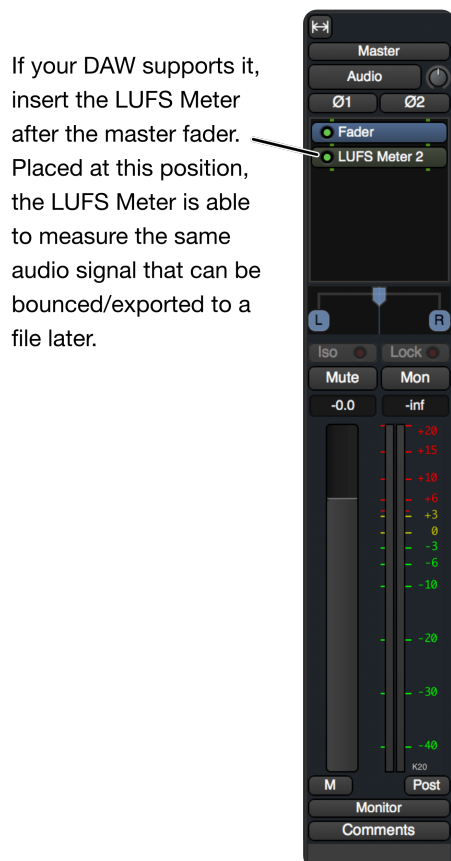 If your DAW supports it,
insert the LUFS Meter
after the master fader.
Placed at this position,
the LUFS Meter is able
to measure the same
audio signal that can be
bounced/exported to a
file later.
Master
Audio
Ø1 Ø2
Fader
LUFS Meter 2
L R
Iso Lock
Mute Mon
-0.0 -inf
+20
+15
+10
+6
+3
0
-3
-6
-10
-20
-30
-40
K20
M Post
Monitor
Comments